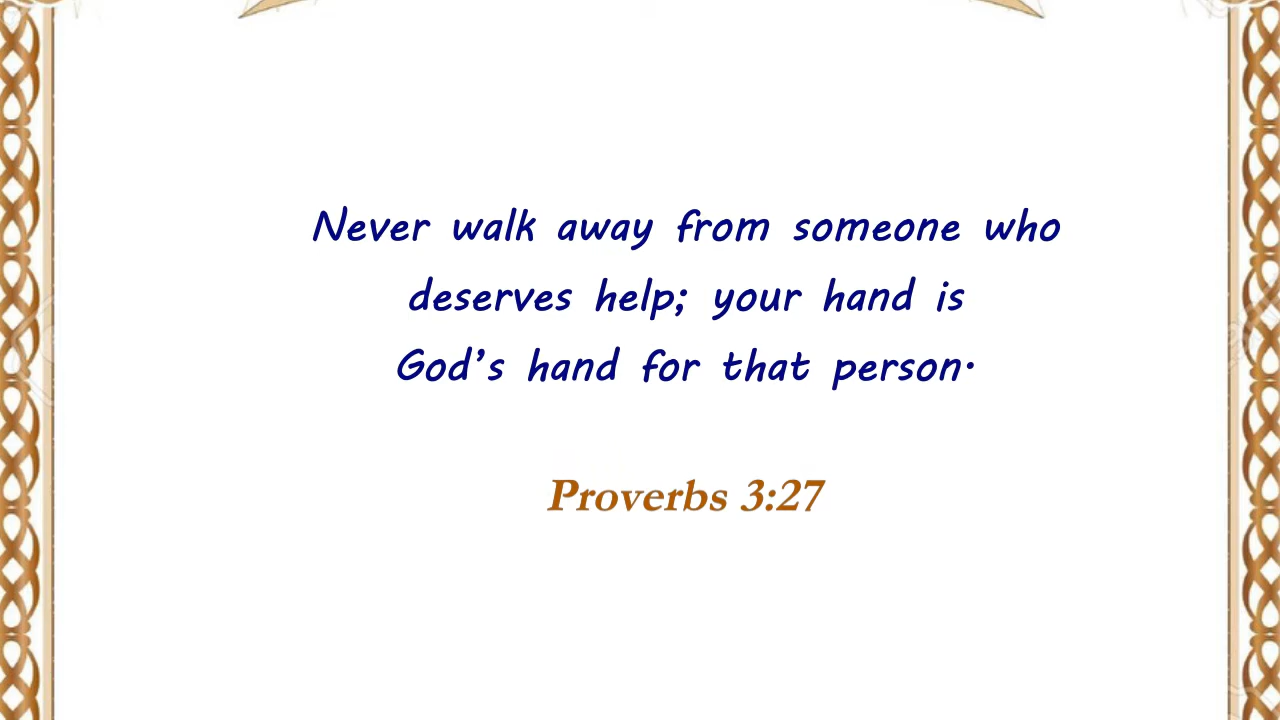 Never walk away from someone who
deserves help; your hand is
God’s hand for that person.
Proverbs 3:27